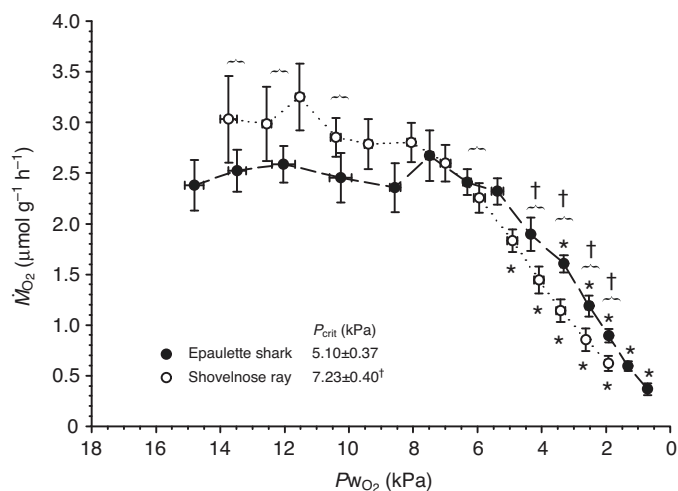 4.0
3.5
3.0
2.5
2.0
1.5
1.0
0.5
0
ṀO₂ (µmol g⁻¹ h⁻¹)
† † † †
* * * * * *
* * * * *
Pcrit (kPa)
Epaulette shark 5.10±0.37
Shovelnose ray 7.23±0.40†
18 16 14 12 10 8 6 4 2 0
PwO₂ (kPa)